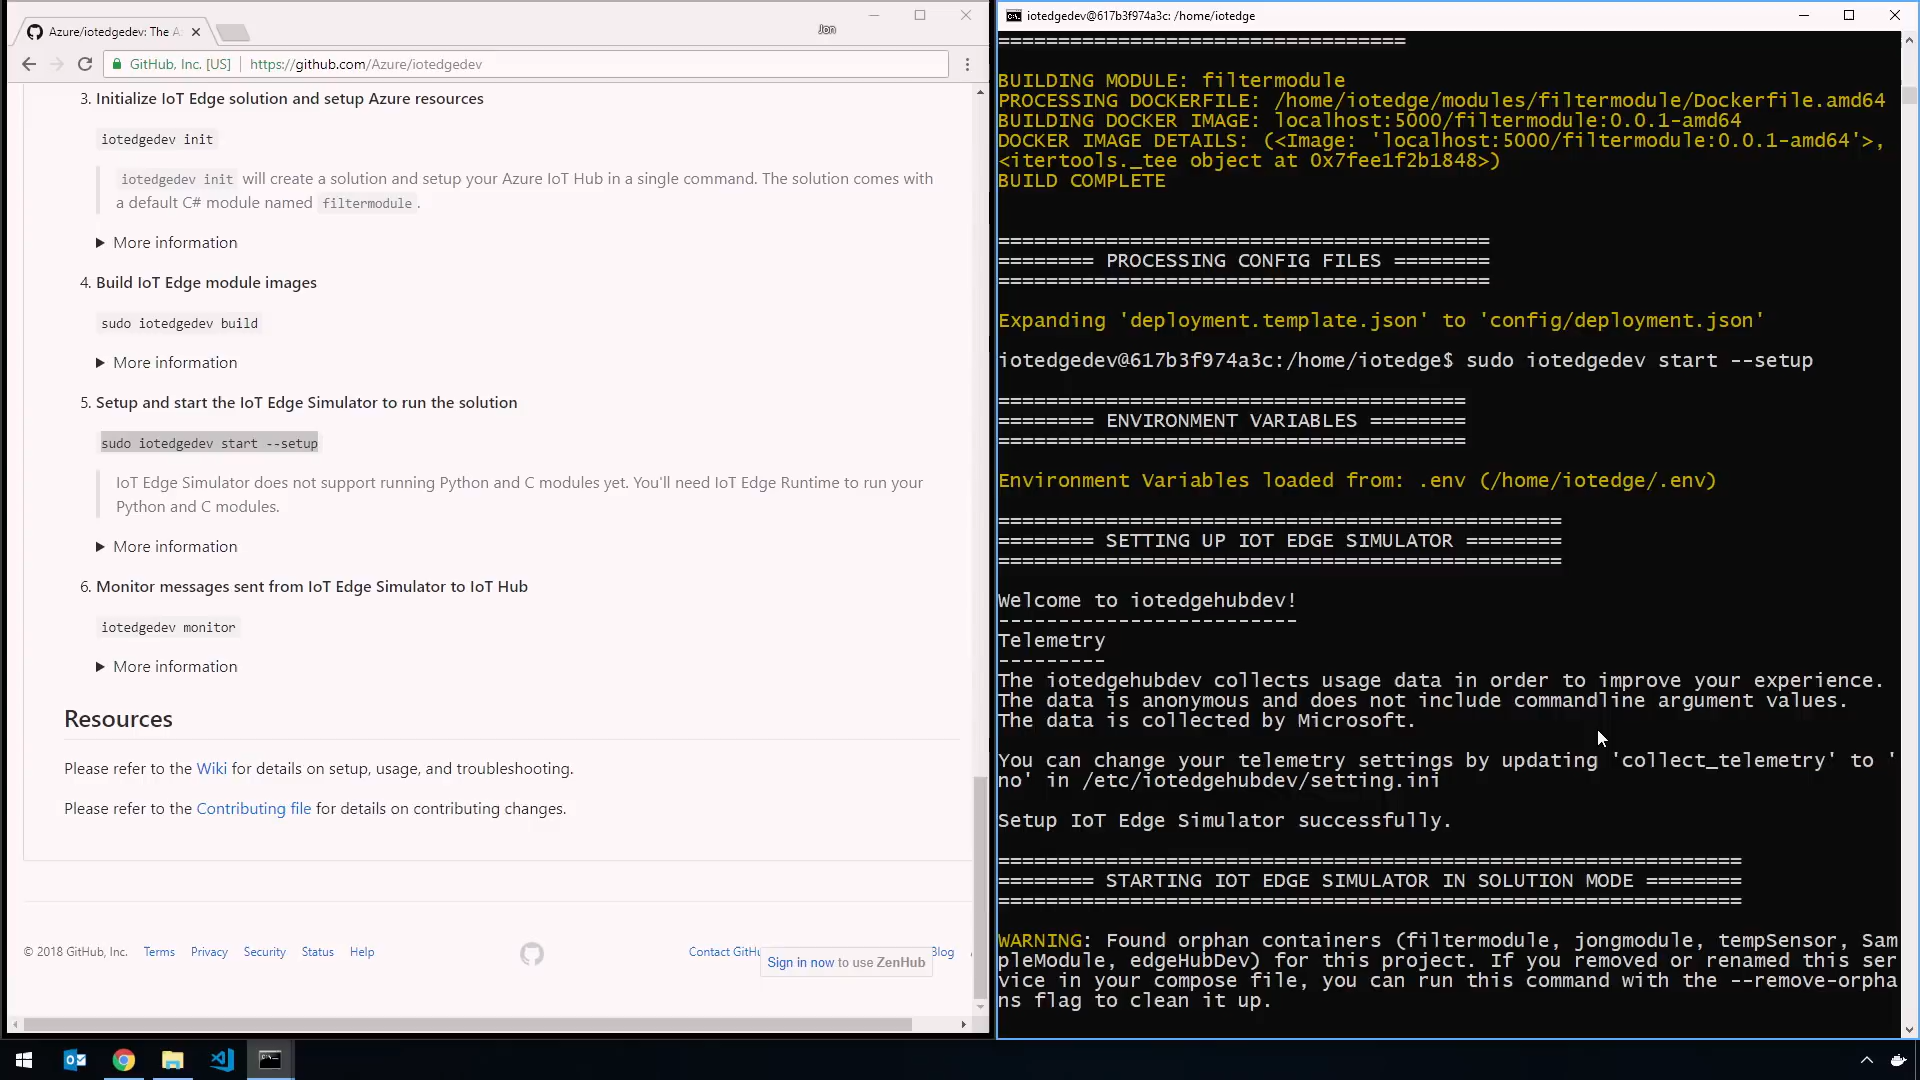 Azure/iotedgedev: The A
Jon
GitHub, Inc. [US]
https://github.com/Azure/iotedgedev
3. Initialize IoT Edge solution and setup Azure resources
iotedgedev init
iotedgedev init will create a solution and setup your Azure IoT Hub in a single command. The solution comes with
a default C# module named filtermodule.
More information
4. Build IoT Edge module images
sudo iotedgedev build
More information
5. Setup and start the IoT Edge Simulator to run the solution
sudo iotedgedev start --setup
IoT Edge Simulator does not support running Python and C modules yet. You'll need IoT Edge Runtime to run your
Python and C modules.
More information
6. Monitor messages sent from IoT Edge Simulator to IoT Hub
iotedgedev monitor
More information
Resources
Please refer to the Wiki for details on setup, usage, and troubleshooting.
Please refer to the Contributing file for details on contributing changes.
© 2018 GitHub, Inc. Terms Privacy Security Status Help
Contact GitHu Blog
Sign in now to use ZenHub
iotedgedev@617b3f974a3c: /home/iotedge
==================================
BUILDING MODULE: filtermodule
PROCESSING DOCKERFILE: /home/iotedge/modules/filtermodule/Dockerfile.amd64
BUILDING DOCKER IMAGE: localhost:5000/filtermodule:0.0.1-amd64
DOCKER IMAGE DETAILS: (<Image: 'localhost:5000/filtermodule:0.0.1-amd64'>,
<itertools._tee object at 0x7fee1f2b1848>)
BUILD COMPLETE
=========================================
======== PROCESSING CONFIG FILES ========
=========================================
Expanding 'deployment.template.json' to 'config/deployment.json'
iotedgedev@617b3f974a3c:/home/iotedge$ sudo iotedgedev start --setup
=======================================
======== ENVIRONMENT VARIABLES ========
=======================================
Environment Variables loaded from: .env (/home/iotedge/.env)
===============================================
======== SETTING UP IOT EDGE SIMULATOR ========
===============================================
Welcome to iotedgehubdev!
-------------------------
Telemetry
---------
The iotedgehubdev collects usage data in order to improve your experience.
The data is anonymous and does not include commandline argument values.
The data is collected by Microsoft.
You can change your telemetry settings by updating 'collect_telemetry' to '
no' in /etc/iotedgehubdev/setting.ini
Setup IoT Edge Simulator successfully.
==============================================================
======== STARTING IOT EDGE SIMULATOR IN SOLUTION MODE ========
==============================================================
WARNING: Found orphan containers (filtermodule, jongmodule, tempSensor, Sam
pleModule, edgeHubDev) for this project. If you removed or renamed this ser
vice in your compose file, you can run this command with the --remove-orpha
ns flag to clean it up.